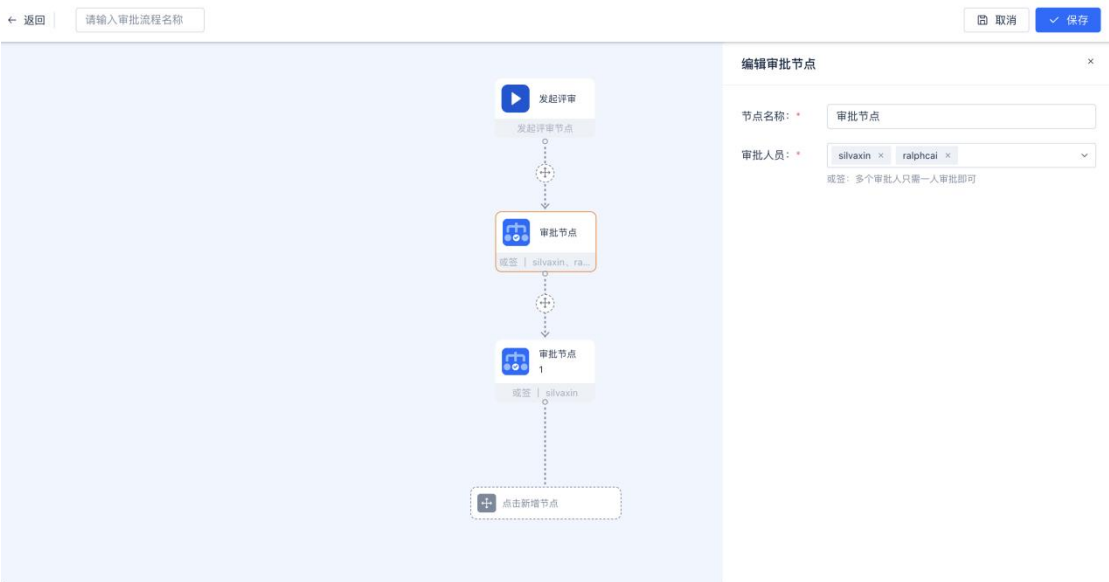 返回
请输入审批流程名称
取消
保存
发起评审
发起评审节点
审批节点
或签 | silvaxin、ra...
审批节点
1
或签 | silvaxin
点击新增节点
编辑审批节点
节点名称： *
审批节点
审批人员： *
silvaxin ×
ralphcai ×
或签：多个审批人只需一人审批即可